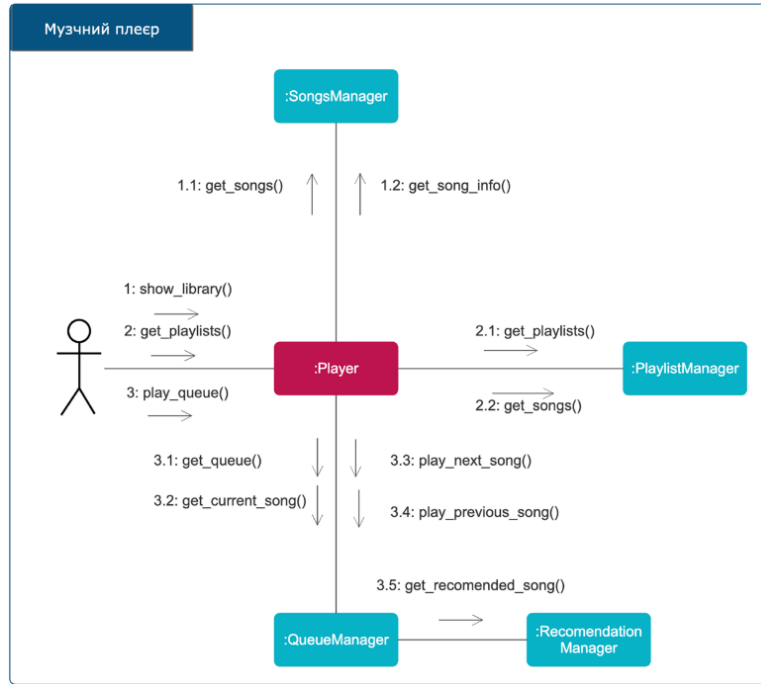 Музчний плеєр
:SongsManager
1.1: get_songs()
1.2: get_song_info()
1: show_library()
2: get_playlists()
2.1: get_playlists()
:Player
:PlaylistManager
3: play_queue()
2.2: get_songs()
3.1: get_queue()
3.3: play_next_song()
3.2: get_current_song()
3.4: play_previous_song()
3.5: get_recomended_song()
:QueueManager
:Recomendation
Manager